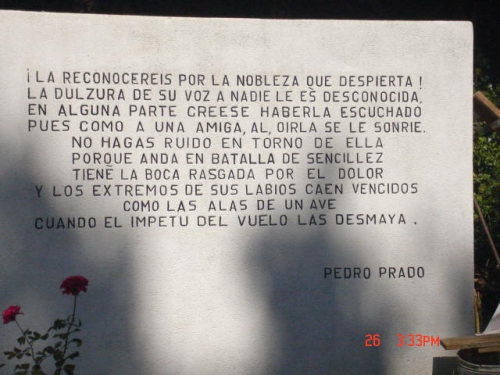 ¡LA RECONOCEREIS POR LA NOBLEZA QUE DESPIERTA!
LA DULZURA DE SU VOZ A NADIE LE ES DESCONOCIDA,
EN ALGUNA PARTE CREESE HABERLA ESCUCHADO
PUES COMO A UNA AMIGA, AL, OIRLA SE LE SONRIE.
NO HAGAS RUIDO EN TORNO DE ELLA
PORQUE ANDA EN BATALLA DE SENCILLEZ
TIENE LA BOCA RASGADA POR EL DOLOR
Y LOS EXTREMOS DE SUS LABIOS CAEN VENCIDOS
COMO LAS ALAS DE UN AVE
CUANDO EL IMPETU DEL VUELO LAS DESMAYA.
PEDRO PRADO
26 3:33PM